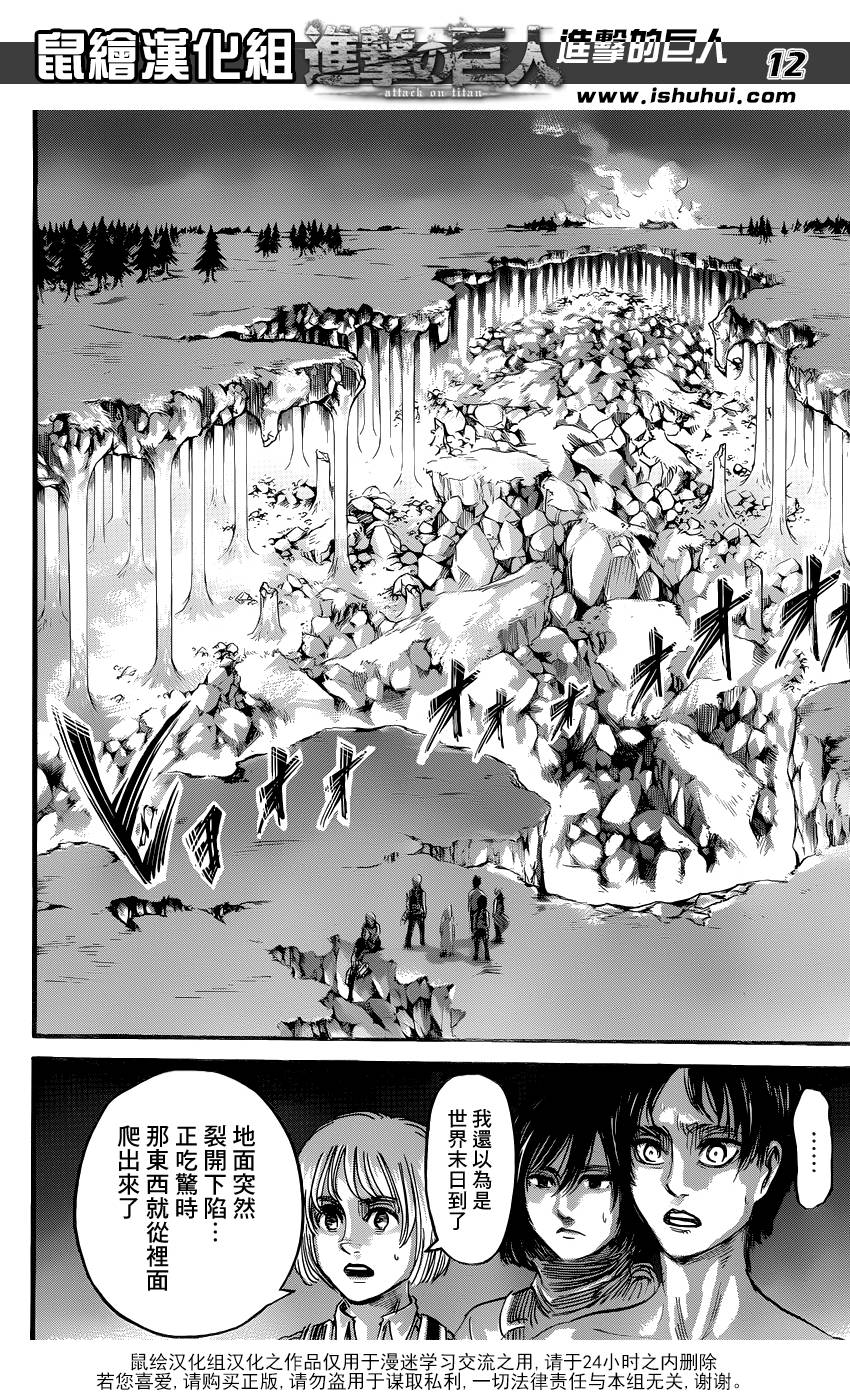 鼠繪漢化組
進撃の巨人
attack on titan
進擊的巨人
www.ishuhui.com
12
ドォォォォォォォォォ
……
我還以為是
世界末日到了
地面突然
裂開下陷…
正吃驚時
那東西就從裡面
爬出來了
鼠绘汉化组汉化之作品仅用于漫迷学习交流之用, 请于24小时之内删除
若您喜爱, 请购买正版, 请勿盗用于谋取私利, 一切法律责任与本组无关, 谢谢.